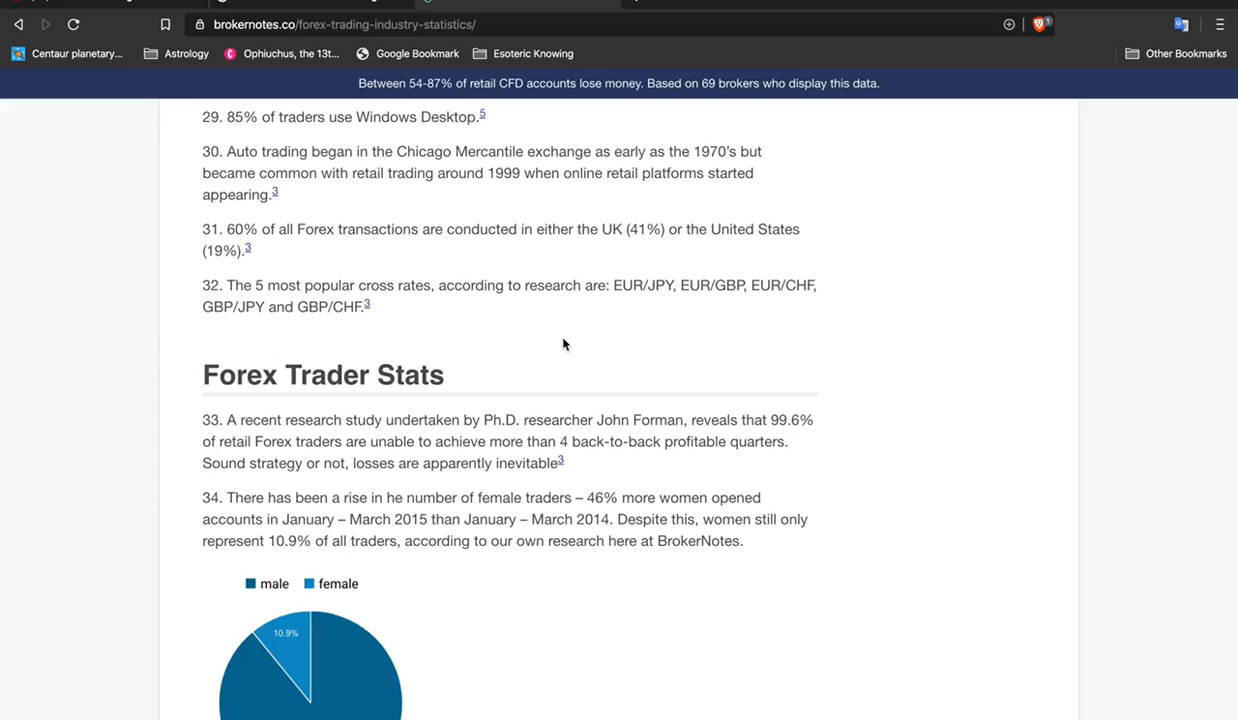 brokernotes.co/forex-trading-industry-statistics/
1
Centaur planetary...
Astrology
Ophiuchus, the 13t...
Google Bookmark
Esoteric Knowing
Other Bookmarks
Between 54-87% of retail CFD accounts lose money. Based on 69 brokers who display this data.
29. 85% of traders use Windows Desktop.5
30. Auto trading began in the Chicago Mercantile exchange as early as the 1970's but
became common with retail trading around 1999 when online retail platforms started
appearing.3
31. 60% of all Forex transactions are conducted in either the UK (41%) or the United States
(19%).3
32. The 5 most popular cross rates, according to research are: EUR/JPY, EUR/GBP, EUR/CHF,
GBP/JPY and GBP/CHF.3
Forex Trader Stats
33. A recent research study undertaken by Ph.D. researcher John Forman, reveals that 99.6%
of retail Forex traders are unable to achieve more than 4 back-to-back profitable quarters.
Sound strategy or not, losses are apparently inevitable3
34. There has been a rise in he number of female traders – 46% more women opened
accounts in January – March 2015 than January – March 2014. Despite this, women still only
represent 10.9% of all traders, according to our own research here at BrokerNotes.
male female
10.9%